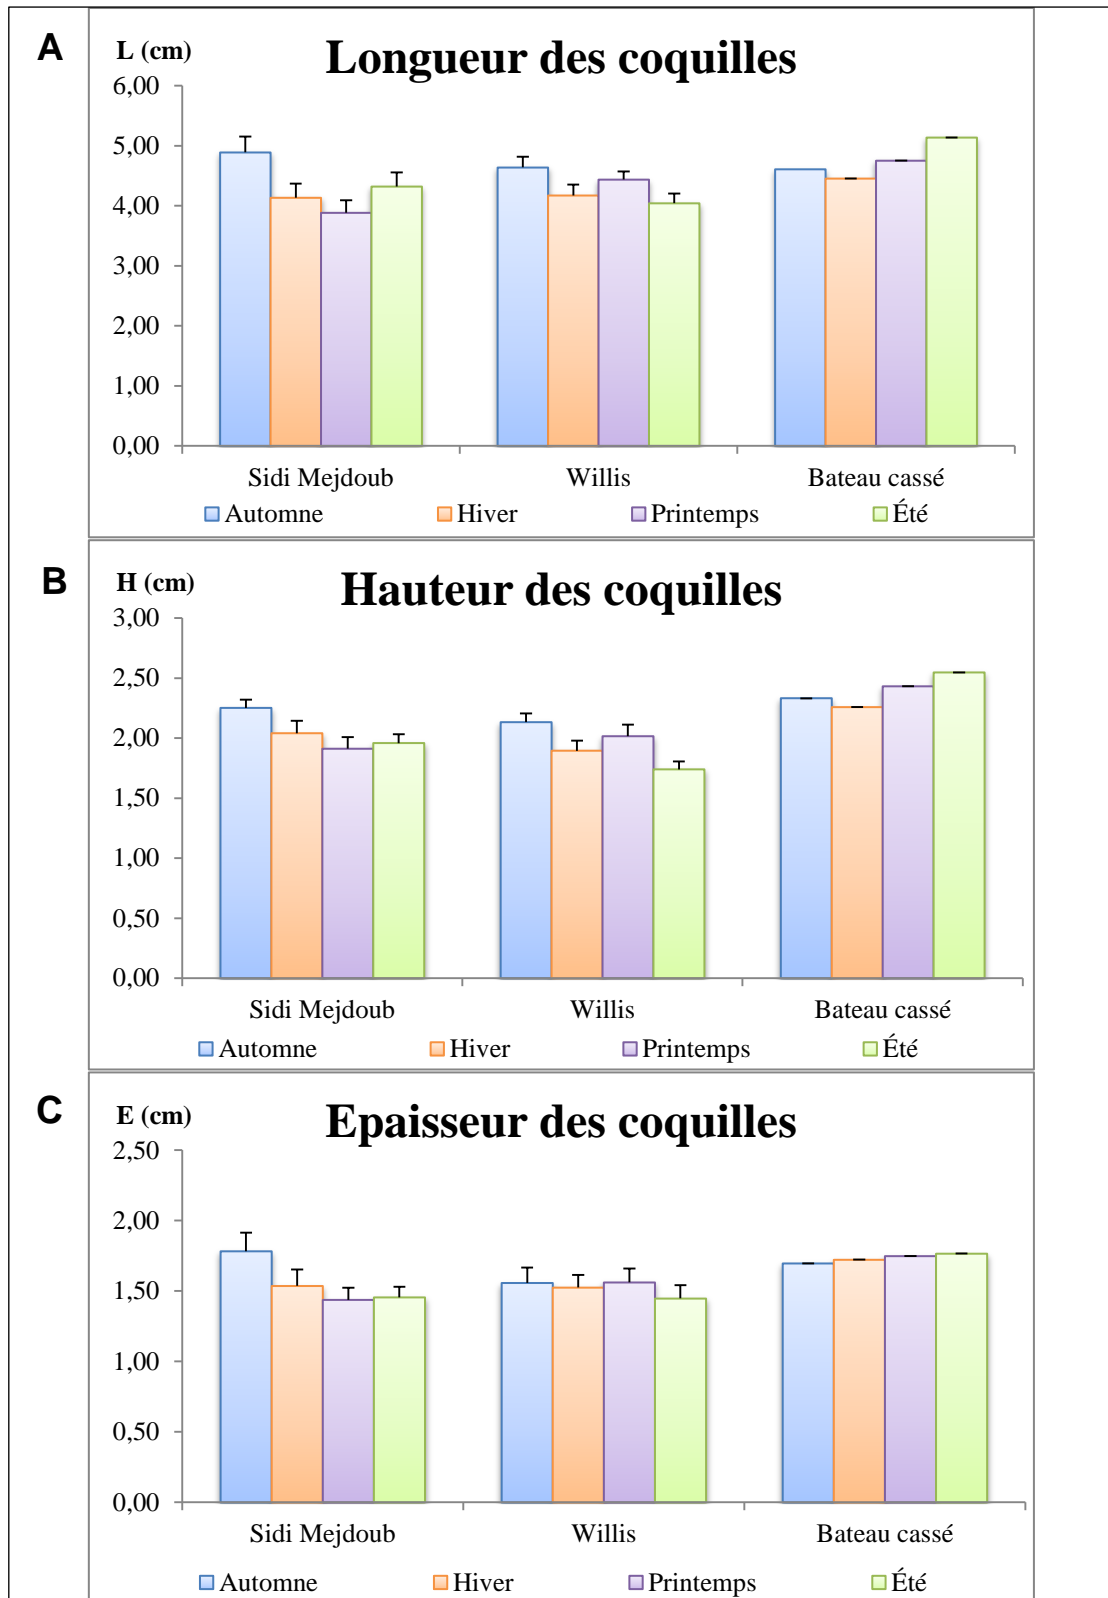 A
L (cm)
Longueur des coquilles
6,00
5,00
4,00
3,00
2,00
1,00
0,00
Sidi Mejdoub Willis Bateau cassé
Automne Hiver Printemps Été
B
H (cm)
Hauteur des coquilles
3,00
2,50
2,00
1,50
1,00
0,50
0,00
Sidi Mejdoub Willis Bateau cassé
Automne Hiver Printemps Été
C
E (cm)
Epaisseur des coquilles
2,50
2,00
1,50
1,00
0,50
0,00
Sidi Mejdoub Willis Bateau cassé
Automne Hiver Printemps Été